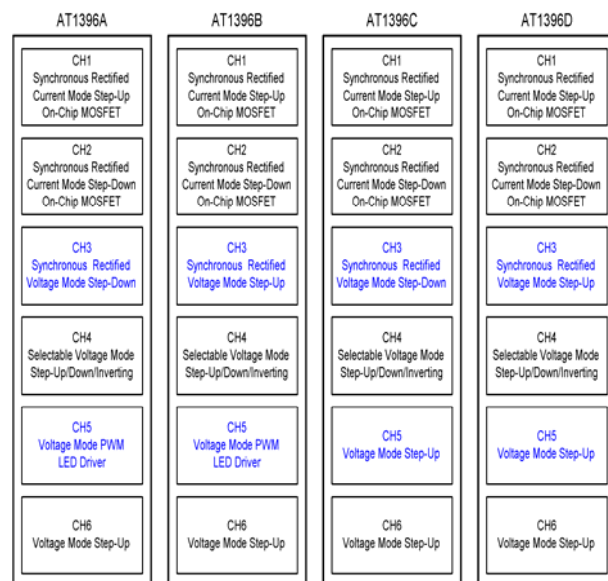 AT1396A
CH1
Synchronous Rectified
Current Mode Step-Up
On-Chip MOSFET
CH2
Synchronous Rectified
Current Mode Step-Down
On-Chip MOSFET
CH3
Synchronous Rectified
Voltage Mode Step-Down
CH4
Selectable Voltage Mode
Step-Up/Down/Inverting
CH5
Voltage Mode PWM
LED Driver
CH6
Voltage Mode Step-Up
AT1396B
CH1
Synchronous Rectified
Current Mode Step-Up
On-Chip MOSFET
CH2
Synchronous Rectified
Current Mode Step-Down
On-Chip MOSFET
CH3
Synchronous Rectified
Voltage Mode Step-Up
CH4
Selectable Voltage Mode
Step-Up/Down/Inverting
CH5
Voltage Mode PWM
LED Driver
CH6
Voltage Mode Step-Up
AT1396C
CH1
Synchronous Rectified
Current Mode Step-Up
On-Chip MOSFET
CH2
Synchronous Rectified
Current Mode Step-Down
On-Chip MOSFET
CH3
Synchronous Rectified
Voltage Mode Step-Down
CH4
Selectable Voltage Mode
Step-Up/Down/Inverting
CH5
Voltage Mode Step-Up
CH6
Voltage Mode Step-Up
AT1396D
CH1
Synchronous Rectified
Current Mode Step-Up
On-Chip MOSFET
CH2
Synchronous Rectified
Current Mode Step-Down
On-Chip MOSFET
CH3
Synchronous Rectified
Voltage Mode Step-Up
CH4
Selectable Voltage Mode
Step-Up/Down/Inverting
CH5
Voltage Mode Step-Up
CH6
Voltage Mode Step-Up